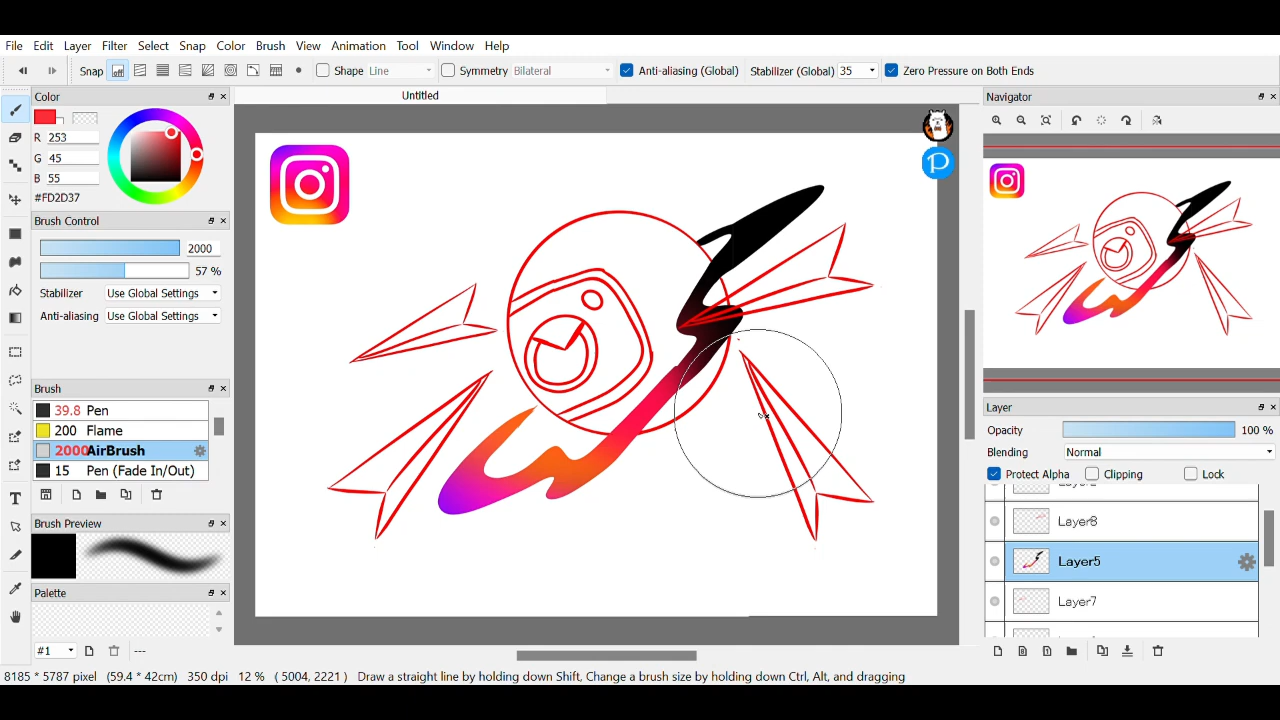 File Edit Layer Filter Select Snap Color Brush View Animation Tool Window Help
Snap off Shape Line Symmetry Bilateral Anti-aliasing (Global) Stabilizer (Global) 35 Zero Pressure on Both Ends
Color
R 253
G 45
B 55
#FD2D37
Brush Control
2000
57 %
Stabilizer Use Global Settings
Anti-aliasing Use Global Settings
Brush
39.8 Pen
200 Flame
2000 AirBrush
15 Pen (Fade In/Out)
Brush Preview
Palette
#1 ---
Untitled
P
Navigator
Layer
Opacity 100 %
Blending Normal
Protect Alpha Clipping Lock
Layer8
Layer5
Layer7
8185 * 5787 pixel (59.4 * 42cm) 350 dpi 12 % ( 5004, 2221 ) Draw a straight line by holding down Shift, Change a brush size by holding down Ctrl, Alt, and dragging